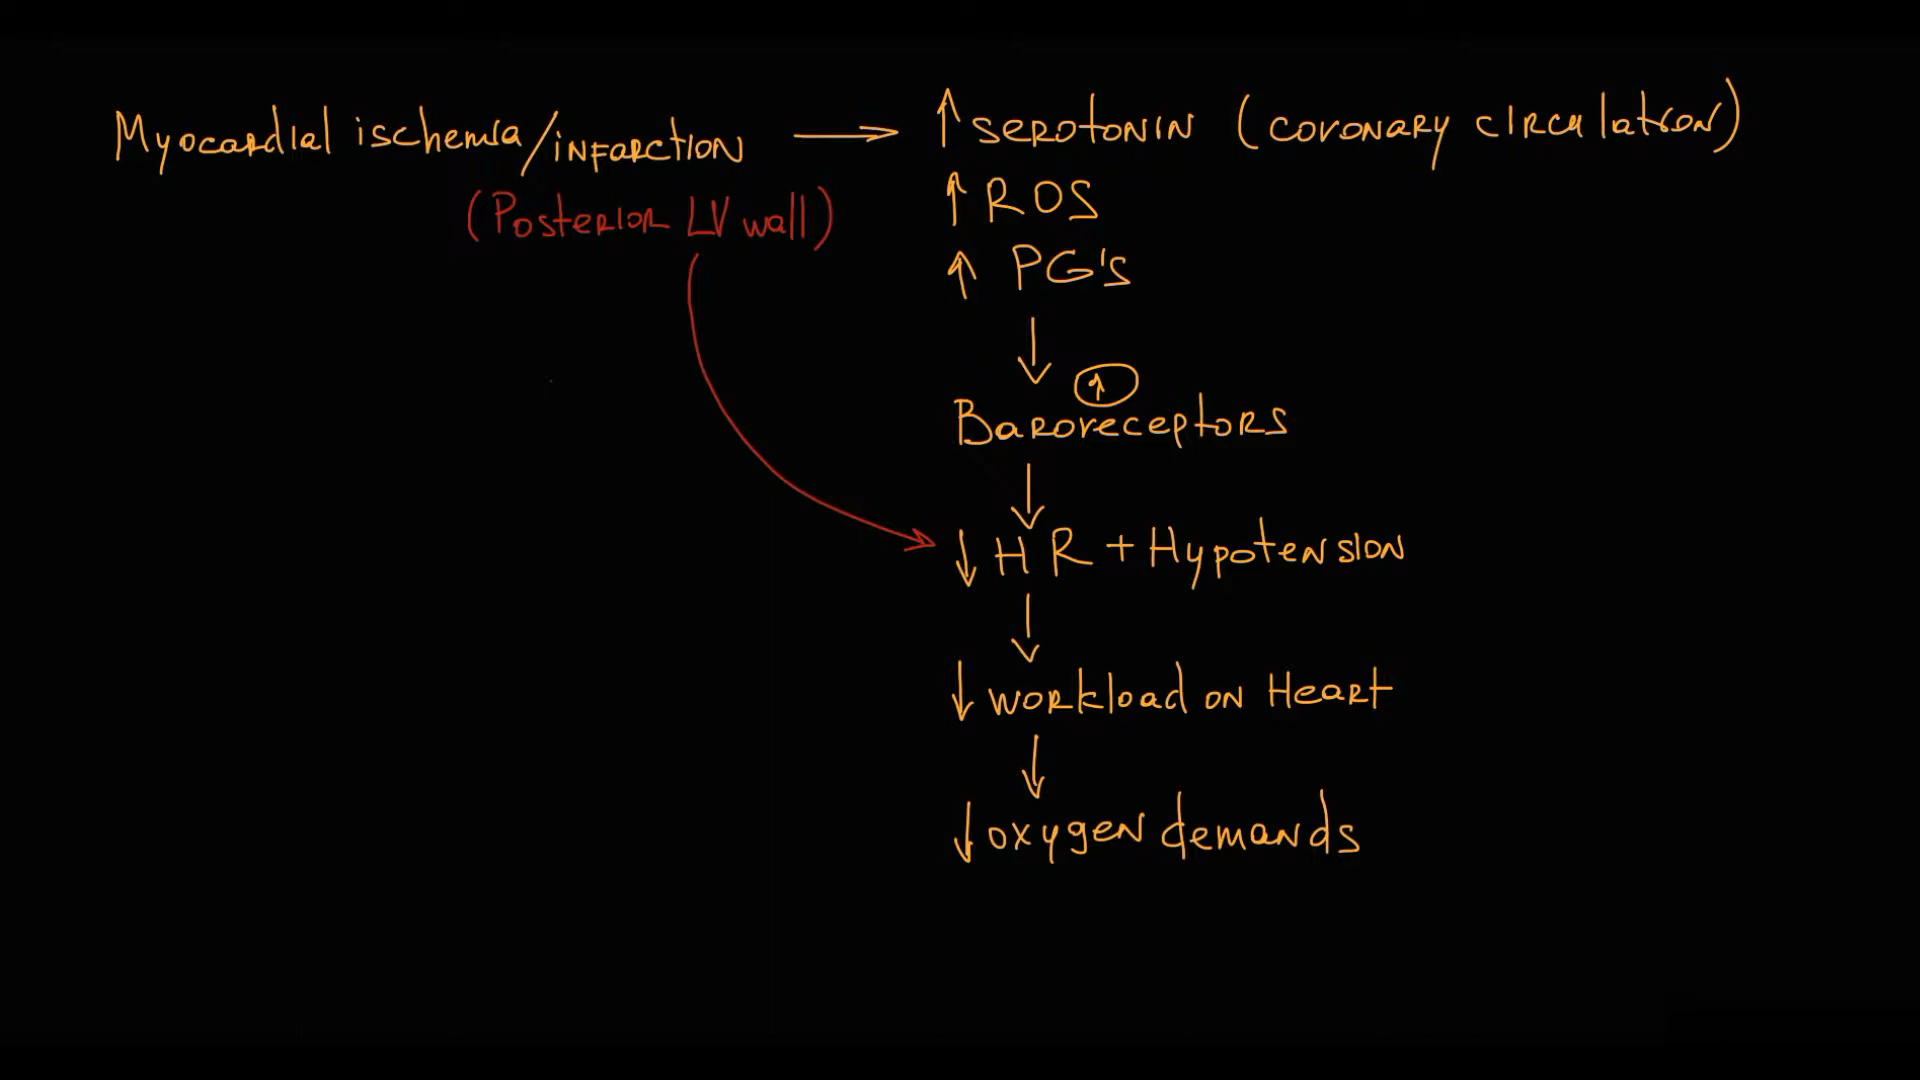 Myocardial ischemia/infarction → ↑ serotonin (coronary circulation)
(Posterior LV wall)
↑ ROS
↑ PG's
↓
↑
Baroreceptors
↓
↓ HR + Hypotension
↓
↓ workload on Heart
↓
↓ oxygen demands